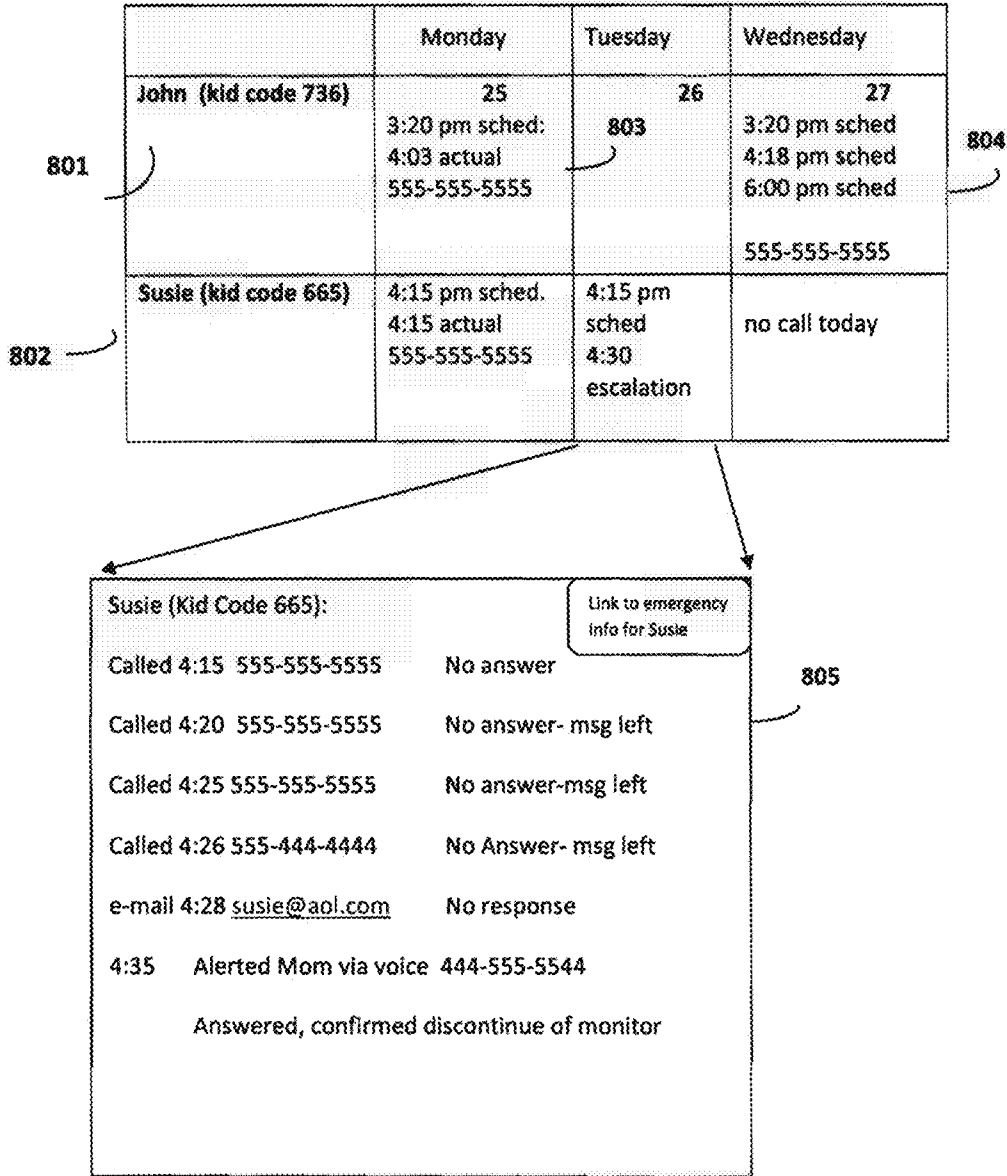 Monday Tuesday Wednesday
John (kid code 736) 25 26 27
3:20 pm sched: 803 3:20 pm sched
801 4:03 actual 4:18 pm sched 804
555-555-5555 6:00 pm sched
555-555-5555
Susie (kid code 665) 4:15 pm sched. 4:15 pm
4:15 actual sched no call today
802 555-555-5555 4:30
escalation
Susie (Kid Code 665): Link to emergency
Info for Susie
Called 4:15 555-555-5555 No answer
805
Called 4:20 555-555-5555 No answer- msg left
Called 4:25 555-555-5555 No answer-msg left
Called 4:26 555-444-4444 No Answer- msg left
e-mail 4:28 susie@aol.com No response
4:35 Alerted Mom via voice 444-555-5544
Answered, confirmed discontinue of monitor